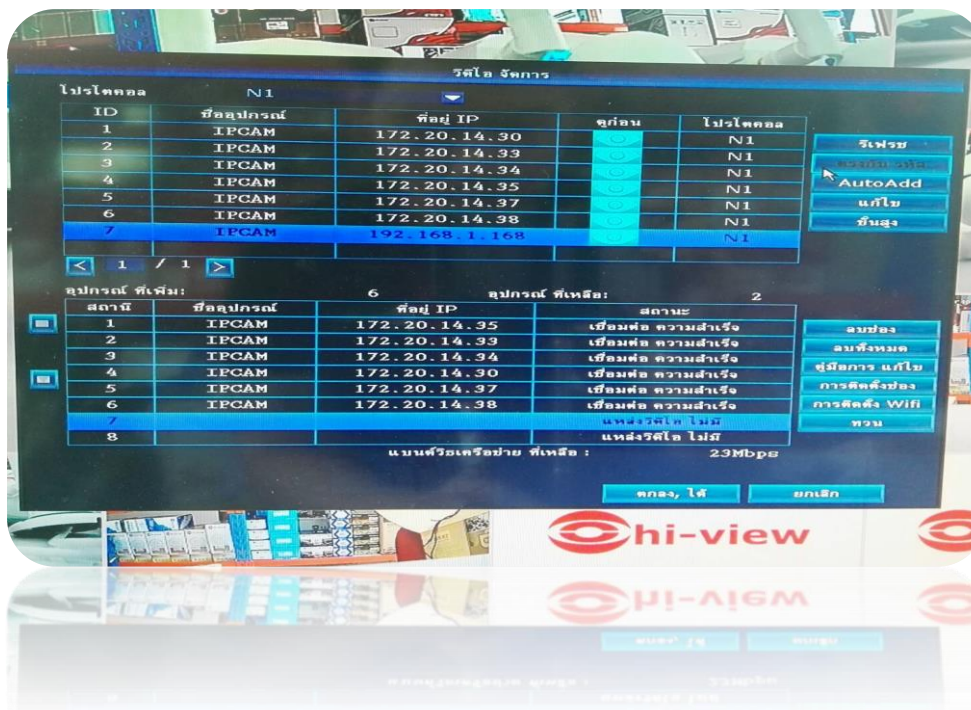 วิดีโอ จัดการ
โปรโตคอล N1
ID ชื่ออุปกรณ์ ที่อยู่ IP ดูก่อน โปรโตคอล
1 IPCAM 172.20.14.30 N1
2 IPCAM 172.20.14.33 N1
3 IPCAM 172.20.14.34 N1
4 IPCAM 172.20.14.35 N1
5 IPCAM 172.20.14.37 N1
6 IPCAM 172.20.14.38 N1
7 IPCAM 192.168.1.168 N1
รีเฟรช
AutoAdd
แก้ไข
ขั้นสูง
< 1 / 1 >
อุปกรณ์ ที่เพิ่ม: 6 อุปกรณ์ ที่เหลือ: 2
สถานี ชื่ออุปกรณ์ ที่อยู่ IP สถานะ
1 IPCAM 172.20.14.35 เชื่อมต่อ ความสำเร็จ
2 IPCAM 172.20.14.33 เชื่อมต่อ ความสำเร็จ
3 IPCAM 172.20.14.34 เชื่อมต่อ ความสำเร็จ
4 IPCAM 172.20.14.30 เชื่อมต่อ ความสำเร็จ
5 IPCAM 172.20.14.37 เชื่อมต่อ ความสำเร็จ
6 IPCAM 172.20.14.38 เชื่อมต่อ ความสำเร็จ
7 แหล่งวิดีโอ ไม่มี
8 แหล่งวิดีโอ ไม่มี
ลบช่อง
ลบทั้งหมด
คู่มือการ แก้ไข
การติดตั้งช่อง
การติดตั้ง Wifi
ทวน
แบนด์วิธเครือข่าย ที่เหลือ : 23Mbps
ตกลง, ได้ ยกเลิก
hi-view